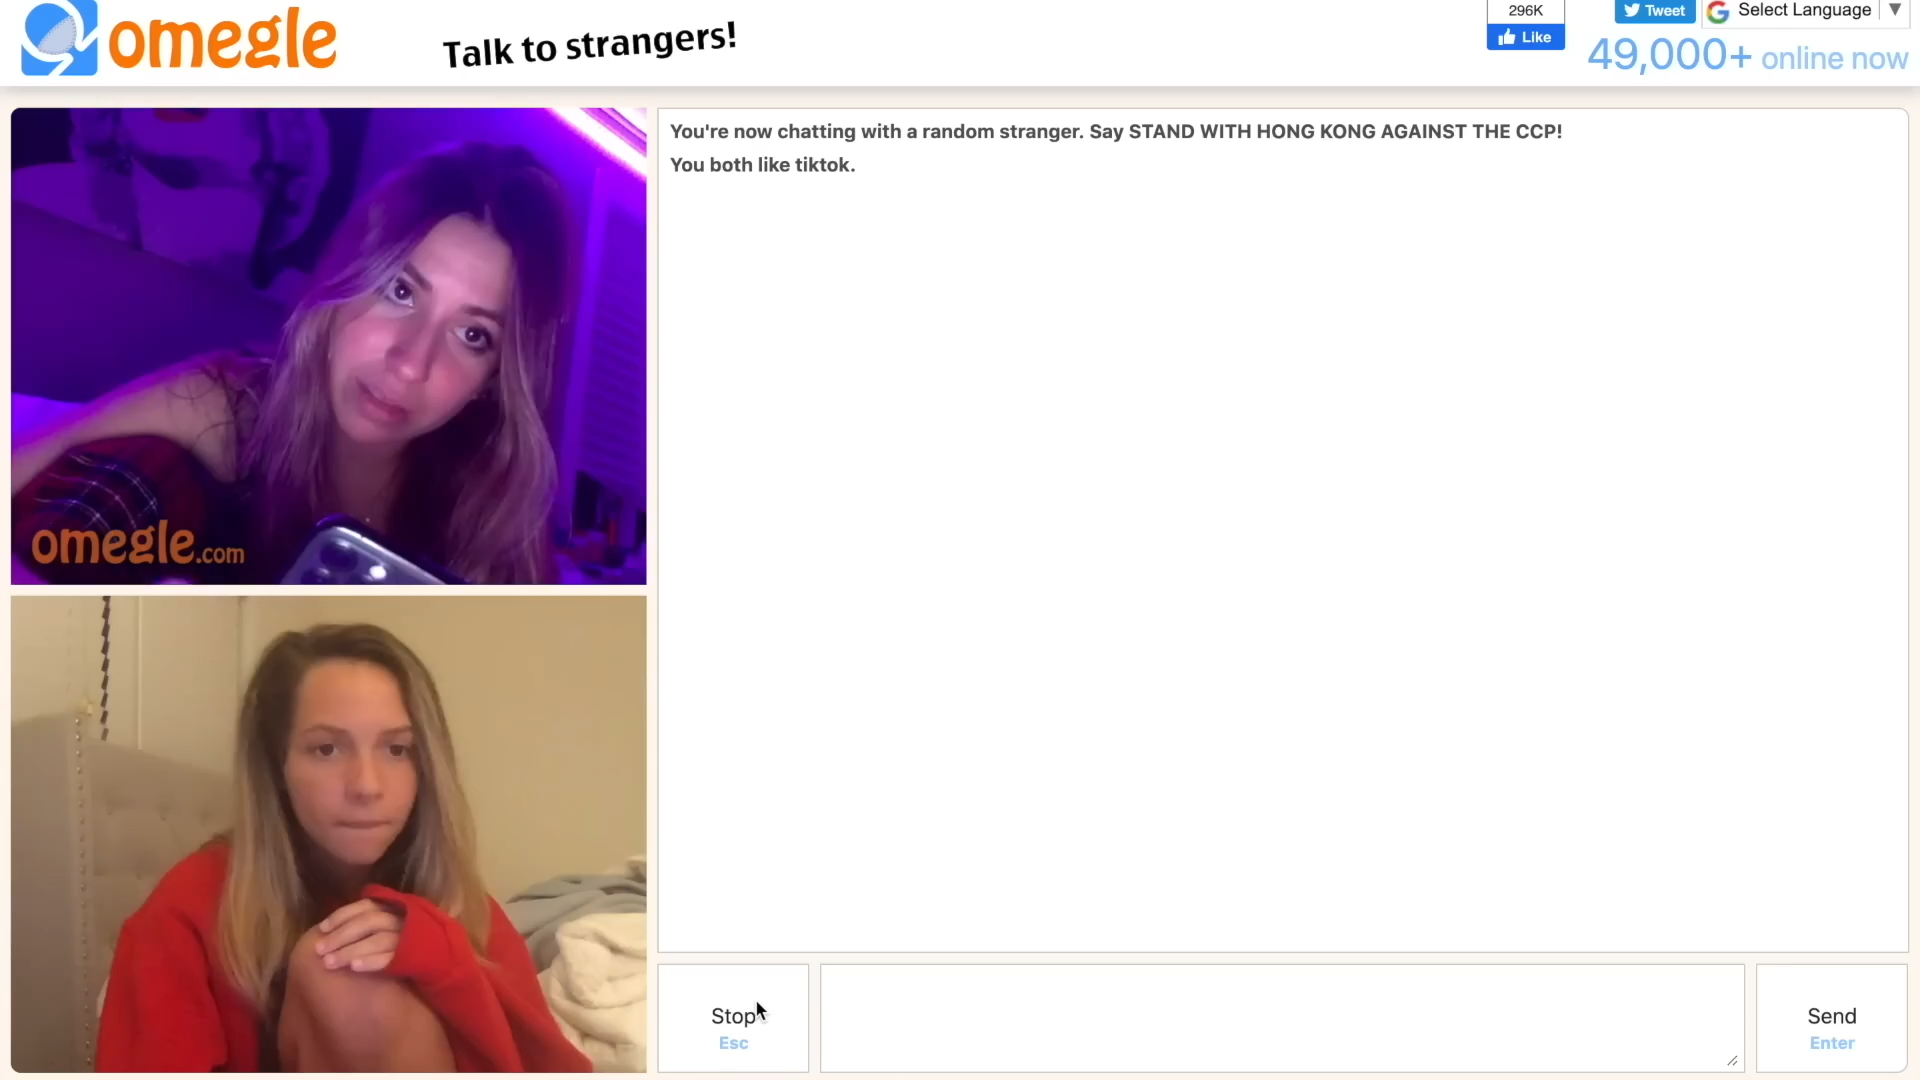 omegle
Talk to strangers!
296K
Like
Tweet
Select Language
49,000+ online now
You're now chatting with a random stranger. Say STAND WITH HONG KONG AGAINST THE CCP!
You both like tiktok.
omegle.com
Stop
Esc
Send
Enter